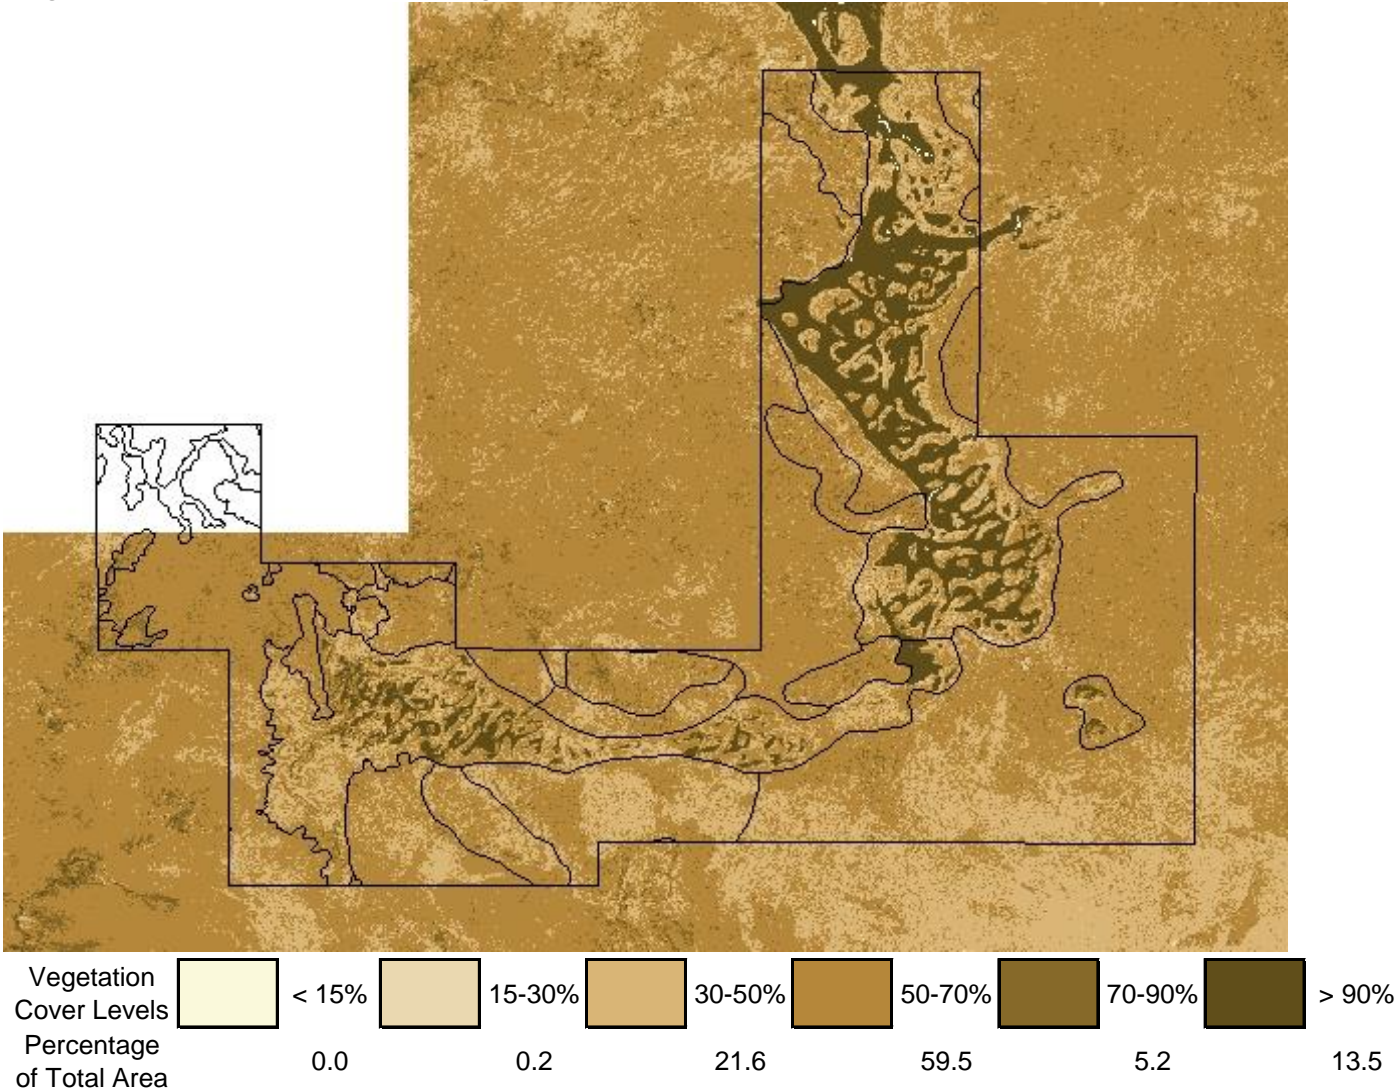 Vegetation
Cover Levels
< 15% 15-30% 30-50% 50-70% 70-90% > 90%
Percentage
of Total Area
0.0 0.2 21.6 59.5 5.2 13.5